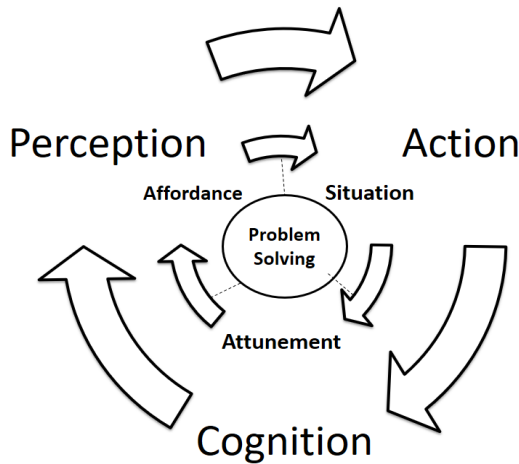 Perception
Action
Affordance
Situation
Problem
Solving
Attunement
Cognition